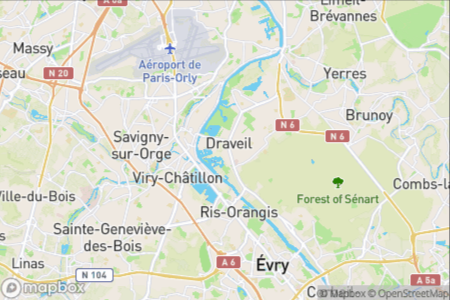 A 6a
Limeil-
Brévannes
Massy
Aéroport de
Paris-Orly
N 20
Yerres
Brunoy
N 6
N 6
Savigny-
sur-Orge
Draveil
Viry-Châtillon
Forest of Sénart
Combs-la
Ville-du-Bois
Ris-Orangis
Sainte-Geneviève-
des-Bois
Linas
N 104
A 6
Évry
A 5a
mapbox
© Mapbox © OpenStreetMap